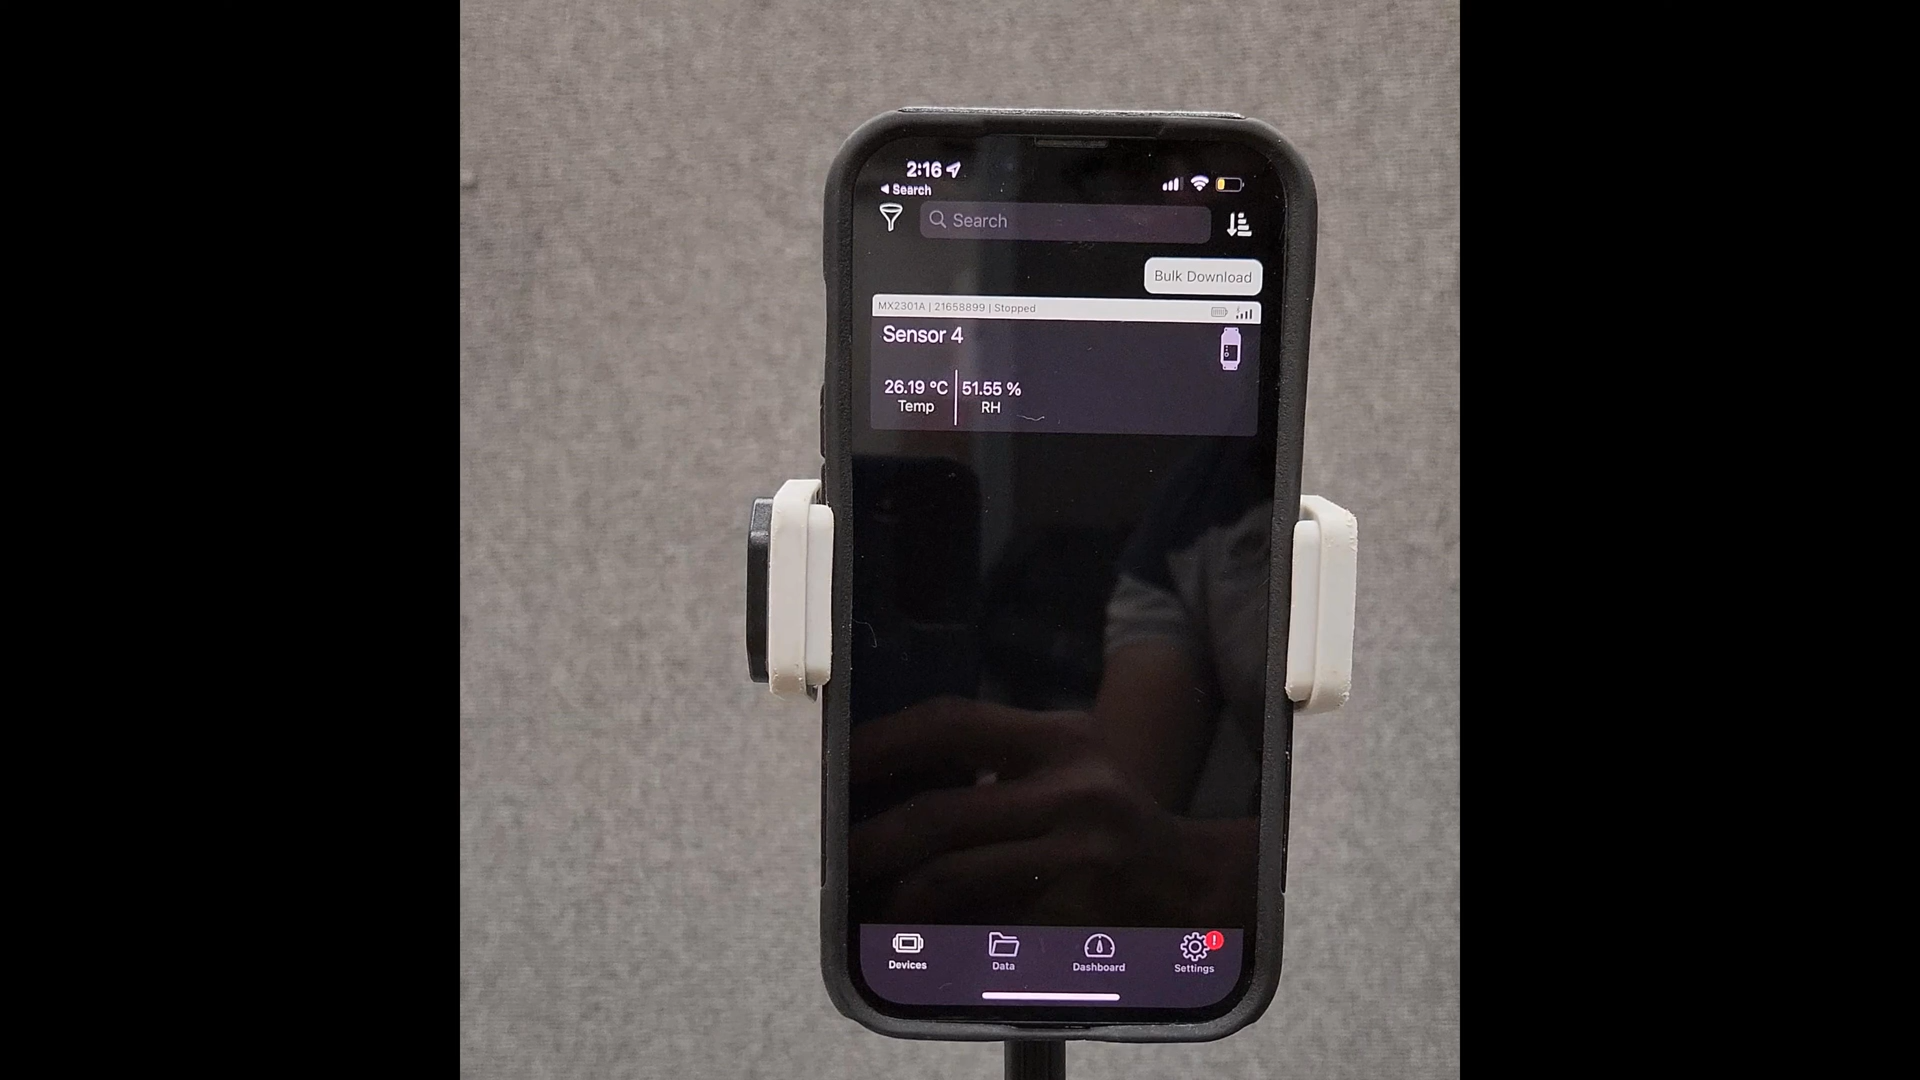 2:16
Search
Search
Bulk Download
MX2301A | 21658899 | Stopped
Sensor 4
26.19 °C 51.55 %
Temp RH
! 
Devices Data Dashboard Settings